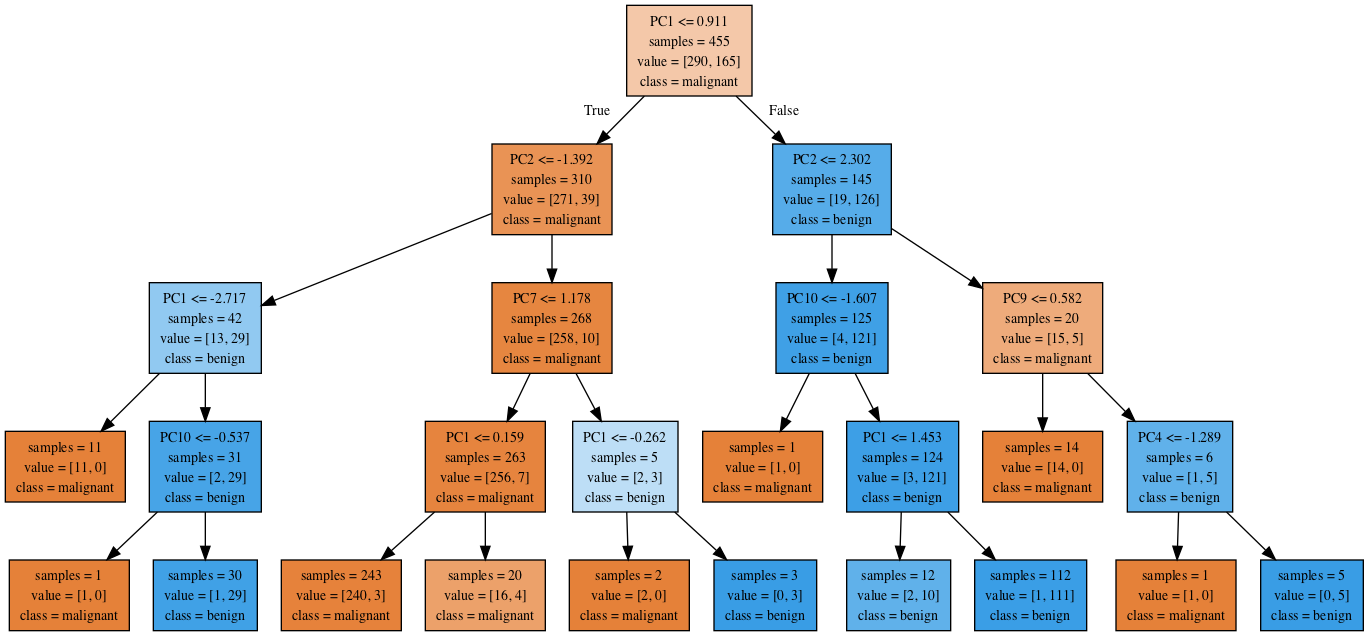 PC1 <= 0.911
samples = 455
value = [290, 165]
class = malignant
True
False
PC2 <= -1.392
samples = 310
value = [271, 39]
class = malignant
PC2 <= 2.302
samples = 145
value = [19, 126]
class = benign
PC1 <= -2.717
samples = 42
value = [13, 29]
class = benign
PC7 <= 1.178
samples = 268
value = [258, 10]
class = malignant
PC10 <= -1.607
samples = 125
value = [4, 121]
class = benign
PC9 <= 0.582
samples = 20
value = [15, 5]
class = malignant
samples = 11
value = [11, 0]
class = malignant
PC10 <= -0.537
samples = 31
value = [2, 29]
class = benign
PC1 <= 0.159
samples = 263
value = [256, 7]
class = malignant
PC1 <= -0.262
samples = 5
value = [2, 3]
class = benign
samples = 1
value = [1, 0]
class = malignant
PC1 <= 1.453
samples = 124
value = [3, 121]
class = benign
samples = 14
value = [14, 0]
class = malignant
PC4 <= -1.289
samples = 6
value = [1, 5]
class = benign
samples = 1
value = [1, 0]
class = malignant
samples = 30
value = [1, 29]
class = benign
samples = 243
value = [240, 3]
class = malignant
samples = 20
value = [16, 4]
class = malignant
samples = 2
value = [2, 0]
class = malignant
samples = 3
value = [0, 3]
class = benign
samples = 12
value = [2, 10]
class = benign
samples = 112
value = [1, 111]
class = benign
samples = 1
value = [1, 0]
class = malignant
samples = 5
value = [0, 5]
class = benign